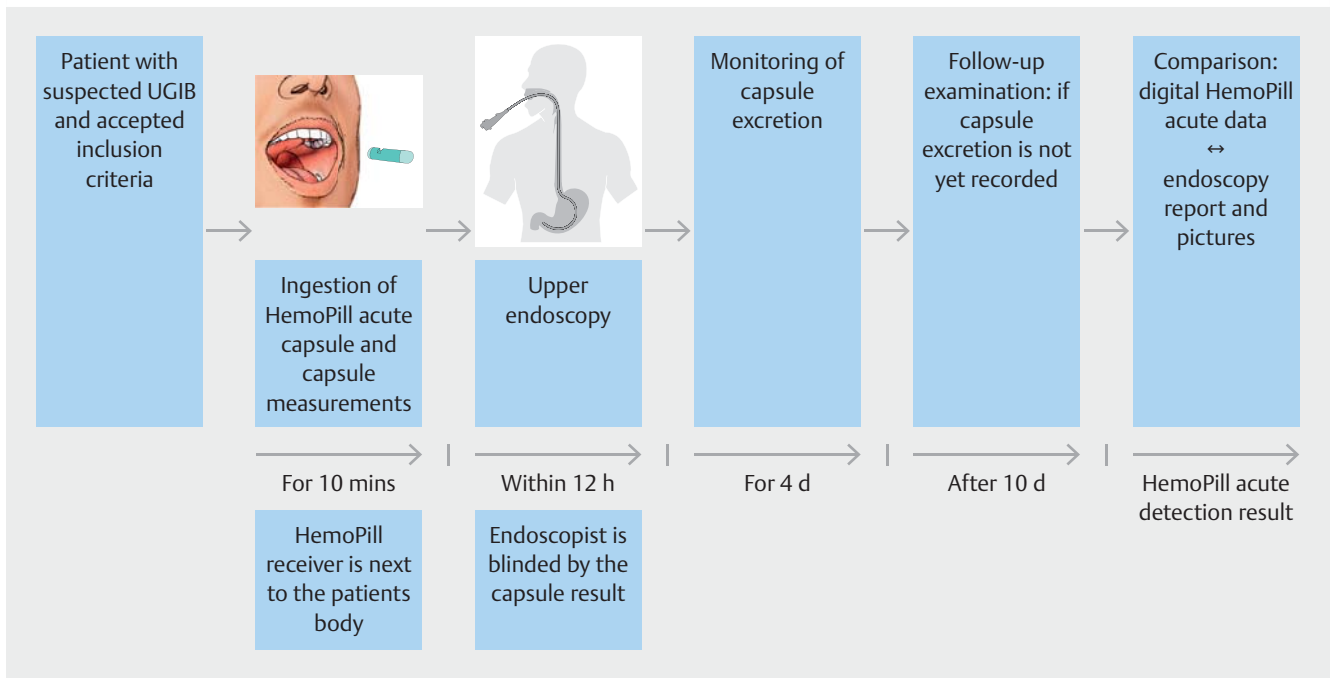 Patient with
suspected UGIB
and accepted
inclusion
criteria
Ingestion of
HemoPill acute
capsule and
capsule
measurements
Upper
endoscopy
Monitoring of
capsule
excretion
Follow-up
examination: if
capsule
excretion is not
yet recorded
Comparison:
digital HemoPill
acute data
↔
endoscopy
report and
pictures
For 10 mins
Within 12 h
For 4 d
After 10 d
HemoPill acute
detection result
HemoPill
receiver is next
to the patients
body
Endoscopist is
blinded by the
capsule result